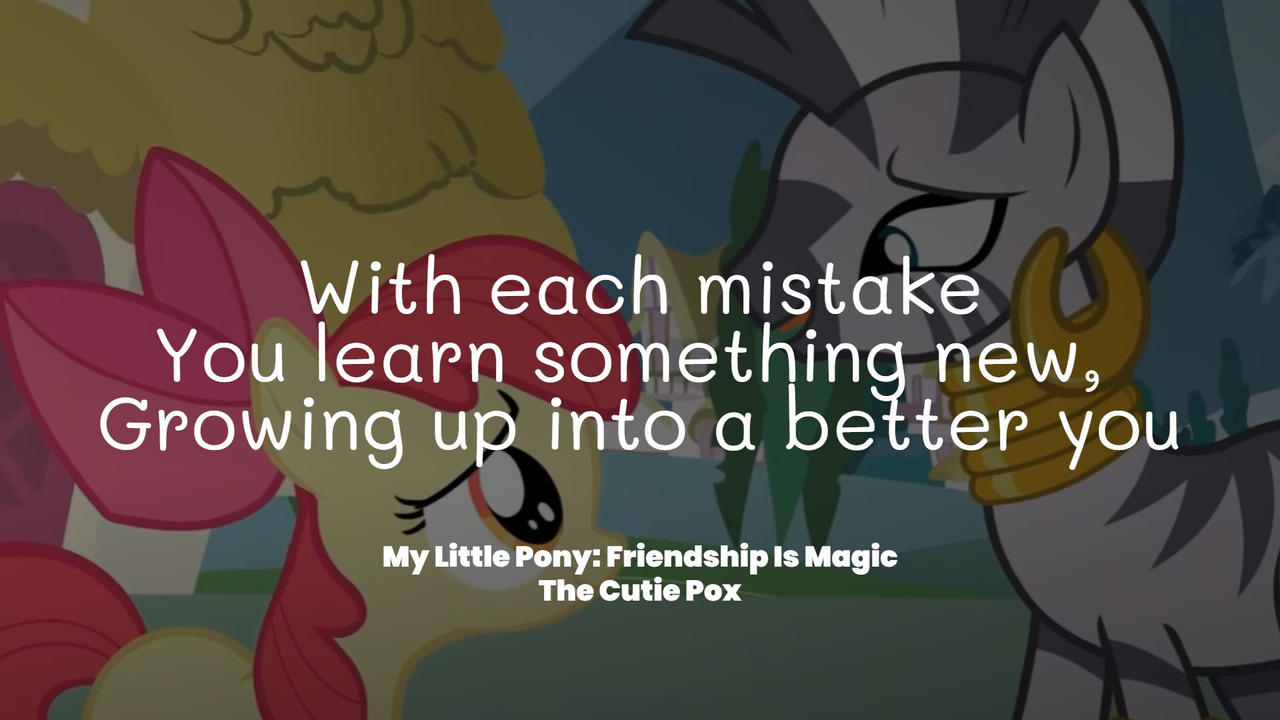 With each mistake
You learn something new,
Growing up into a better you
My Little Pony: Friendship Is Magic
The Cutie Pox